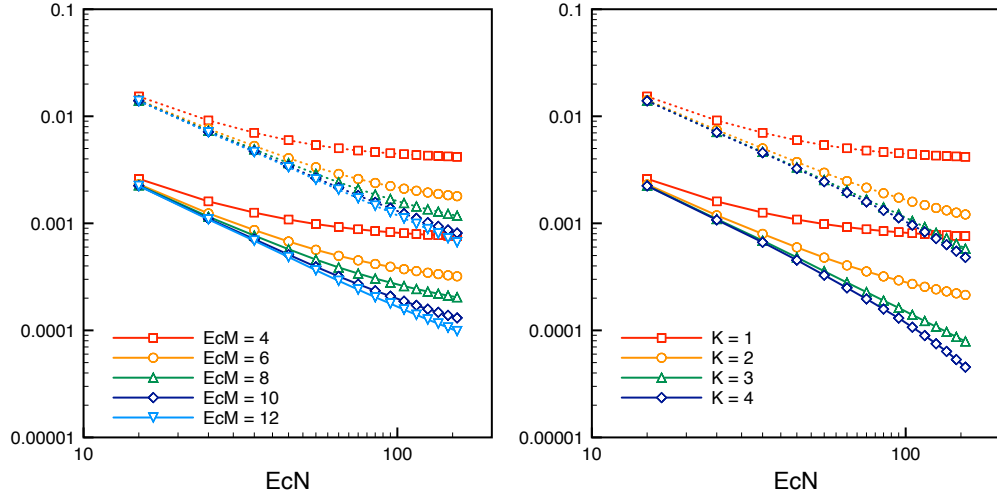 0.1
0.01
0.001
0.0001
0.00001
EcM = 4
EcM = 6
EcM = 8
EcM = 10
EcM = 12
10
100
EcN
0.1
0.01
0.001
0.0001
0.00001
K = 1
K = 2
K = 3
K = 4
10
100
EcN